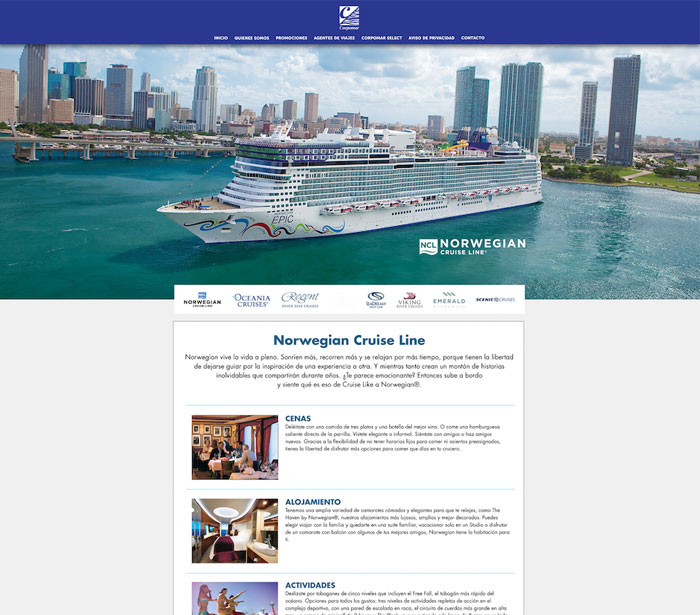 Corpomar
INICIO QUIENES SOMOS PROMOCIONES AGENTES DE VIAJES CORPOMAR SELECT AVISO DE PRIVACIDAD CONTACTO
EPIC
NCL NORWEGIAN
CRUISE LINE®
NORWEGIAN
CRUISE LINE
OCEANIA
CRUISES
Regent
SEVEN SEAS CRUISES
SEADREAM
YACHT CLUB
VIKING
RIVER CRUISES
EMERALD
SCENIC CRUISES
Norwegian Cruise Line
Norwegian vive la vida a pleno. Sonríen más, recorren más y se relajan por más tiempo, porque tienen la libertad
de dejarse guiar por la inspiración de una experiencia a otra. Y mientras tanto crean un montón de historias
inolvidables que compartirán durante años. ¿Te parece emocionante? Entonces sube a bordo
y siente qué es eso de Cruise Like a Norwegian®.
CENAS
Deléitate con una comida de tres platos y una botella del mejor vino. O come una hamburguesa
caliente directo de la parrilla. Vístete elegante o informal. Siéntate con amigos o haz amigos
nuevos. Gracias a la flexibilidad de no tener horarios fijos para comer ni asientos preasignados,
tienes la libertad de disfrutar más opciones para comer que días en tu crucero.
ALOJAMIENTO
Tenemos una amplia variedad de camarotes cómodos y elegantes para que te relajes, como The
Haven by Norwegian®, nuestros alojamientos más lujosos, amplios y mejor decorados. Puedes
elegir viajar con la familia y quedarte en una suite familiar, vacacionar solo en un Studio o disfrutar
de un camarote con balcón con algunos de tus mejores amigos, Norwegian tiene la habitación para
ti.
ACTIVIDADES
Deslízate por toboganes de cinco niveles que incluyen el Free Fall, el tobogán más rápido del
océano. Opciones para todos los gustos: tres niveles de actividades repletos de acción en el
complejo deportivo, con una pared de escalada en roca, el circuito de cuerdas más grande en alta